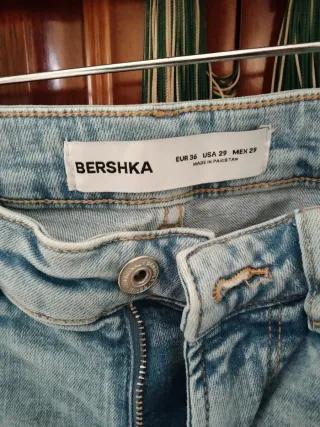 BERSHKA
EUR 36 USA 29 MEX 29
MADE IN PAKISTAN